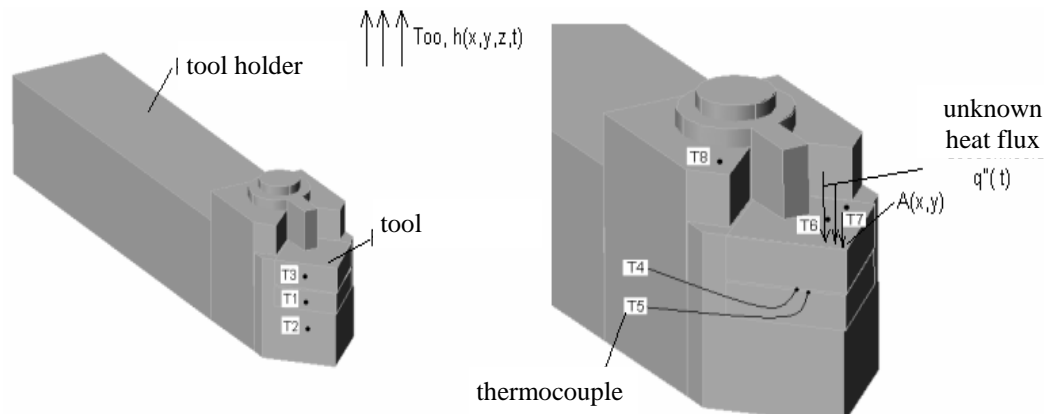 Too, h(x,y,z,t)
tool holder
tool
T3
T1
T2
unknown
heat flux
q"(t)
A(x,y)
T8
T6
T7
T4
T5
thermocouple